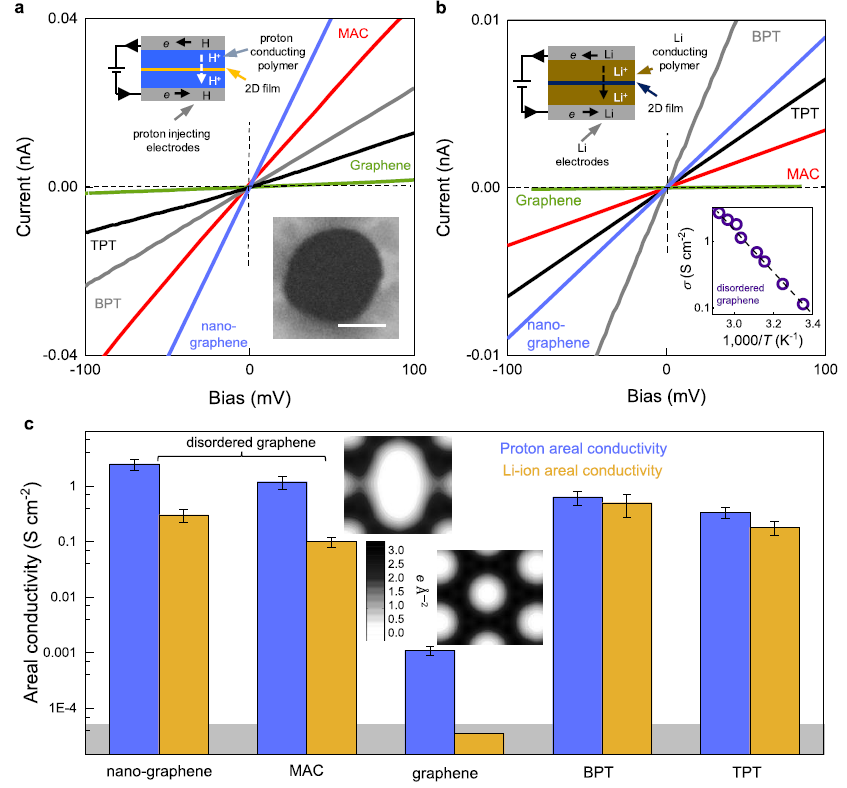 a
0.04
0.00
-0.04
Current (nA)
-100
0
100
Bias (mV)
e
H
H⁺
H⁺
e
H
proton
conducting
polymer
2D film
proton injecting
electrodes
MAC
Graphene
TPT
BPT
nano-
graphene
b
0.01
0.00
-0.01
Current (nA)
-100
0
100
Bias (mV)
e
Li
Li⁺
Li⁺
e
Li
Li
conducting
polymer
2D film
Li
electrodes
BPT
TPT
MAC
Graphene
nano-
graphene
σ (S cm⁻²)
1
0.1
disordered
graphene
3.0
3.2
3.4
1,000/T (K⁻¹)
c
disordered graphene
Proton areal conductivity
Li-ion areal conductivity
Areal conductivity (S cm⁻²)
1
0.1
0.01
0.001
1E-4
3.0
2.5
2.0
1.5
1.0
0.5
0.0
e Å⁻²
nano-graphene
MAC
graphene
BPT
TPT